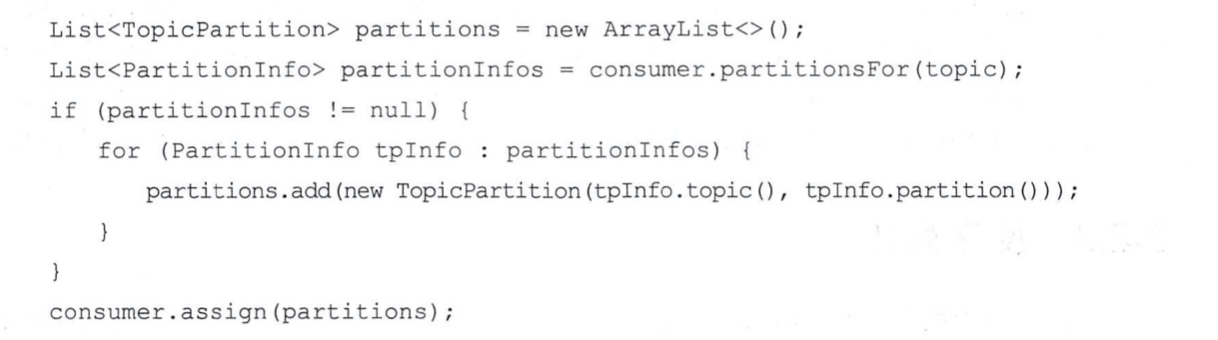 List<TopicPartition> partitions = new ArrayList<>();
List<PartitionInfo> partitionInfos = consumer.partitionsFor(topic);
if (partitionInfos != null) {
    for (PartitionInfo tpInfo : partitionInfos) {
        partitions.add(new TopicPartition(tpInfo.topic(), tpInfo.partition()));
    }
}
consumer.assign(partitions);